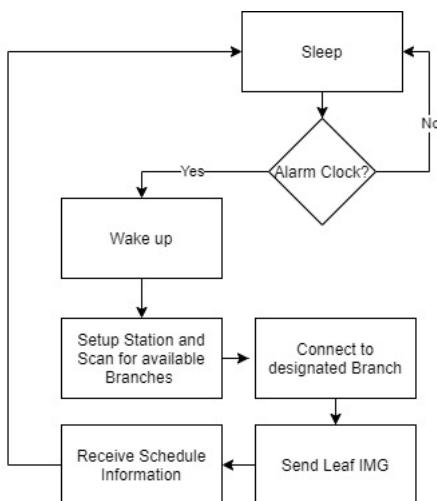 Sleep
No
Alarm Clock?
Yes
Wake up
Setup Station and
Scan for available
Branches
Connect to
designated Branch
Receive Schedule
Information
Send Leaf IMG